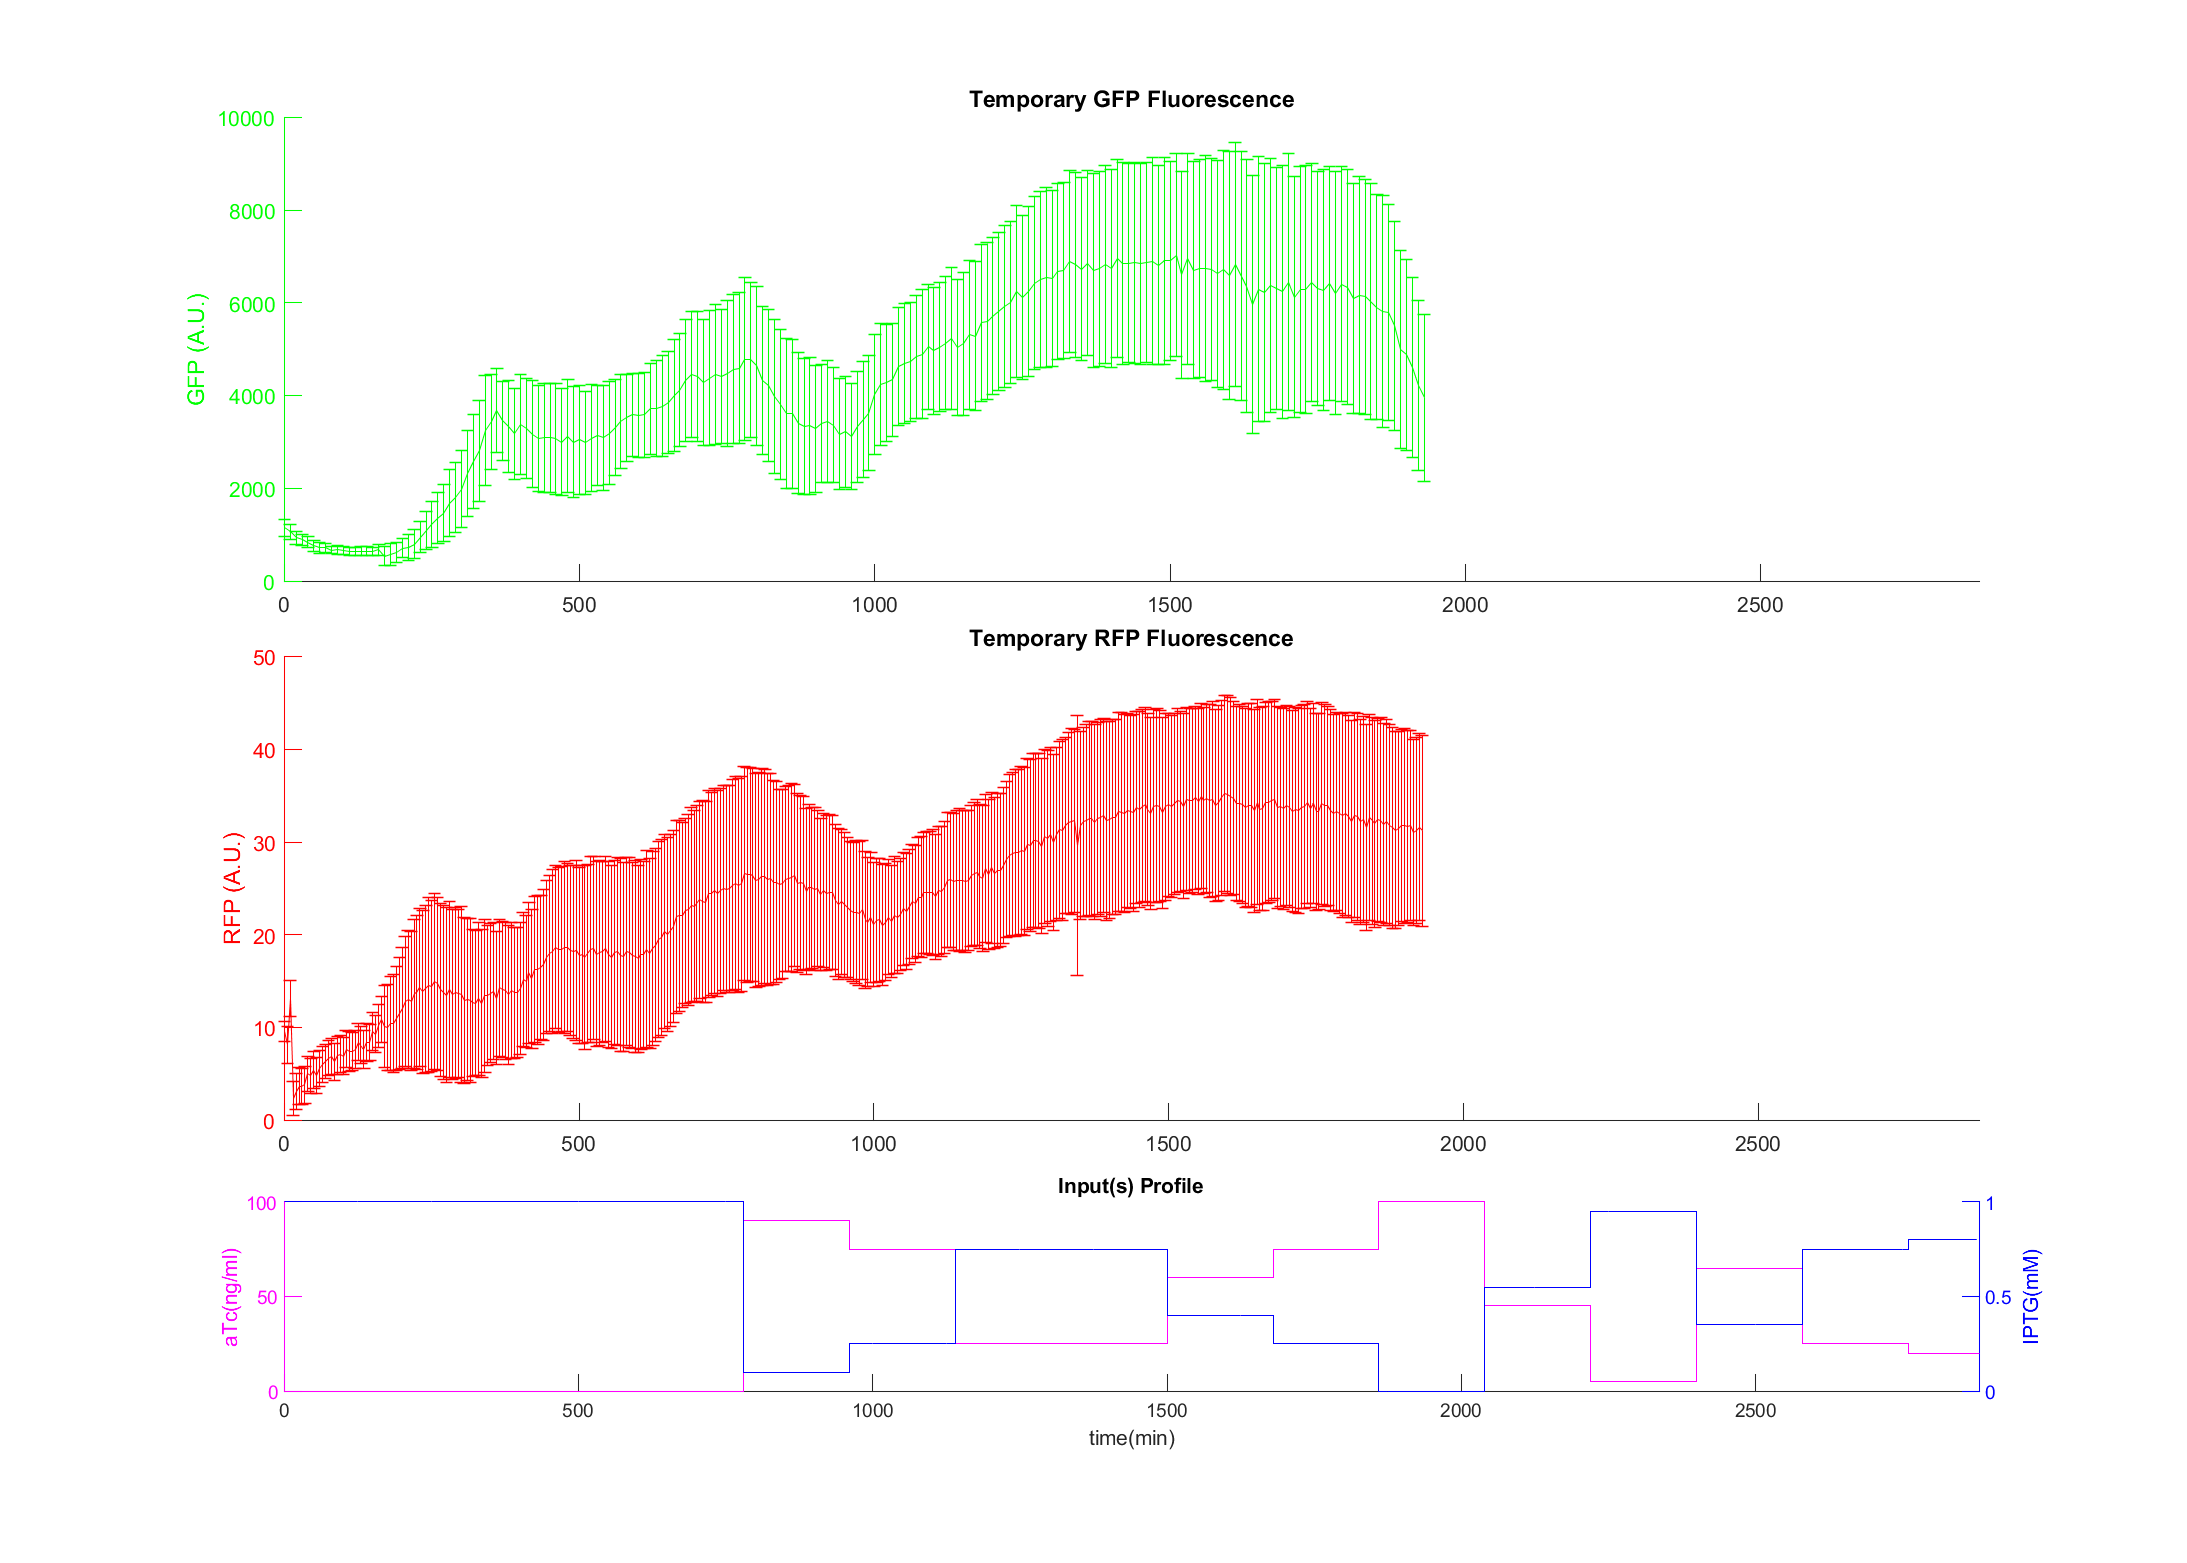 Temporary GFP Fluorescence
10000
8000
6000
4000
2000
0
GFP (A.U.)
0 500 1000 1500 2000 2500
Temporary RFP Fluorescence
50
40
30
20
10
0
RFP (A.U.)
0 500 1000 1500 2000 2500
Input(s) Profile
100
50
0
aTc(ng/ml)
1
0.5
0
IPTG(mM)
0 500 1000 1500 2000 2500
time(min)